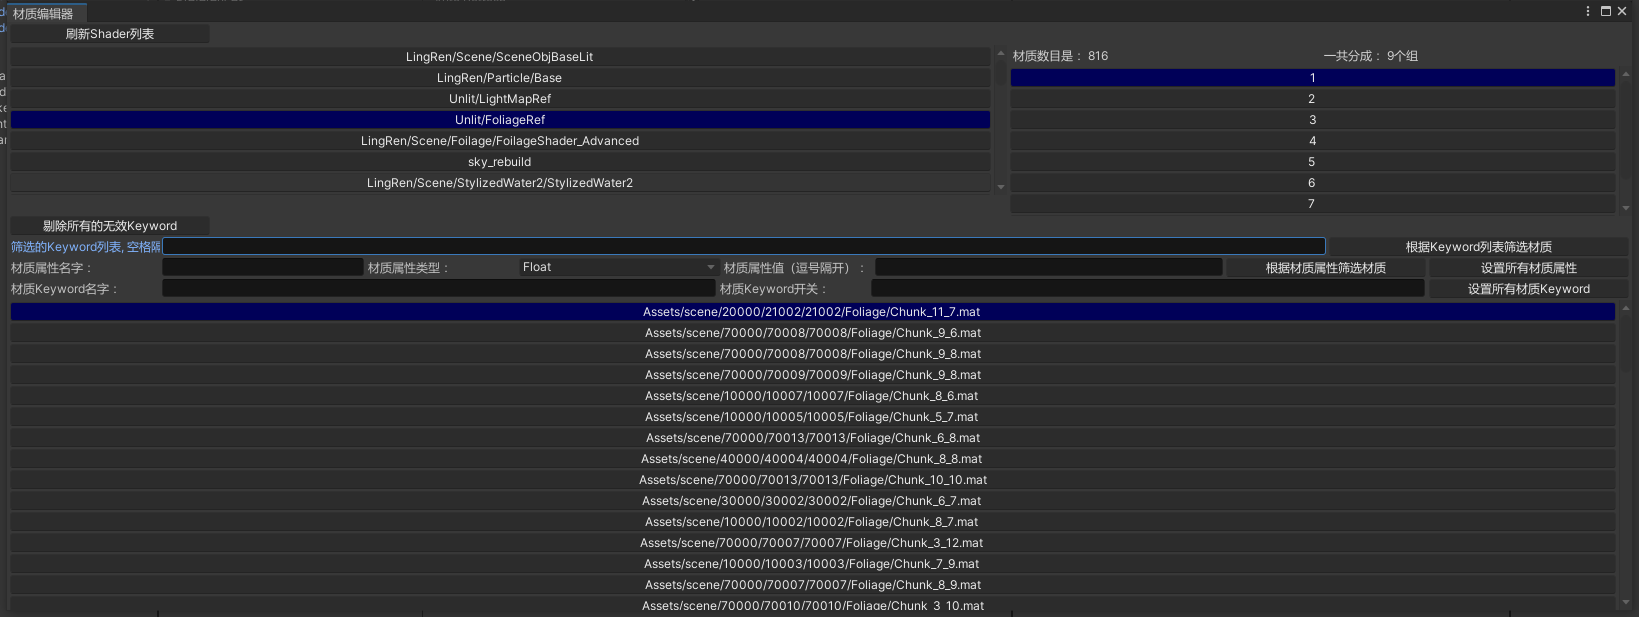 材质编辑器
刷新Shader列表
LingRen/Scene/SceneObjBaseLit
LingRen/Particle/Base
Unlit/LightMapRef
Unlit/FoliageRef
LingRen/Scene/Foilage/FoilageShader_Advanced
sky_rebuild
LingRen/Scene/StylizedWater2/StylizedWater2
材质数目是： 816 一共分成： 9个组
1
2
3
4
5
6
7
剔除所有的无效Keyword
筛选的Keyword列表, 空格隔 根据Keyword列表筛选材质
材质属性名字： 材质属性类型： Float 材质属性值（逗号隔开）： 根据材质属性筛选材质 设置所有材质属性
材质Keyword名字： 材质Keyword开关： 设置所有材质Keyword
Assets/scene/20000/21002/21002/Foliage/Chunk_11_7.mat
Assets/scene/70000/70008/70008/Foliage/Chunk_9_6.mat
Assets/scene/70000/70008/70008/Foliage/Chunk_9_8.mat
Assets/scene/70000/70009/70009/Foliage/Chunk_9_8.mat
Assets/scene/10000/10007/10007/Foliage/Chunk_8_6.mat
Assets/scene/10000/10005/10005/Foliage/Chunk_5_7.mat
Assets/scene/70000/70013/70013/Foliage/Chunk_6_8.mat
Assets/scene/40000/40004/40004/Foliage/Chunk_8_8.mat
Assets/scene/70000/70013/70013/Foliage/Chunk_10_10.mat
Assets/scene/30000/30002/30002/Foliage/Chunk_6_7.mat
Assets/scene/10000/10002/10002/Foliage/Chunk_8_7.mat
Assets/scene/70000/70007/70007/Foliage/Chunk_3_12.mat
Assets/scene/10000/10003/10003/Foliage/Chunk_7_9.mat
Assets/scene/70000/70007/70007/Foliage/Chunk_8_9.mat
Assets/scene/70000/70010/70010/Foliage/Chunk_3_10.mat